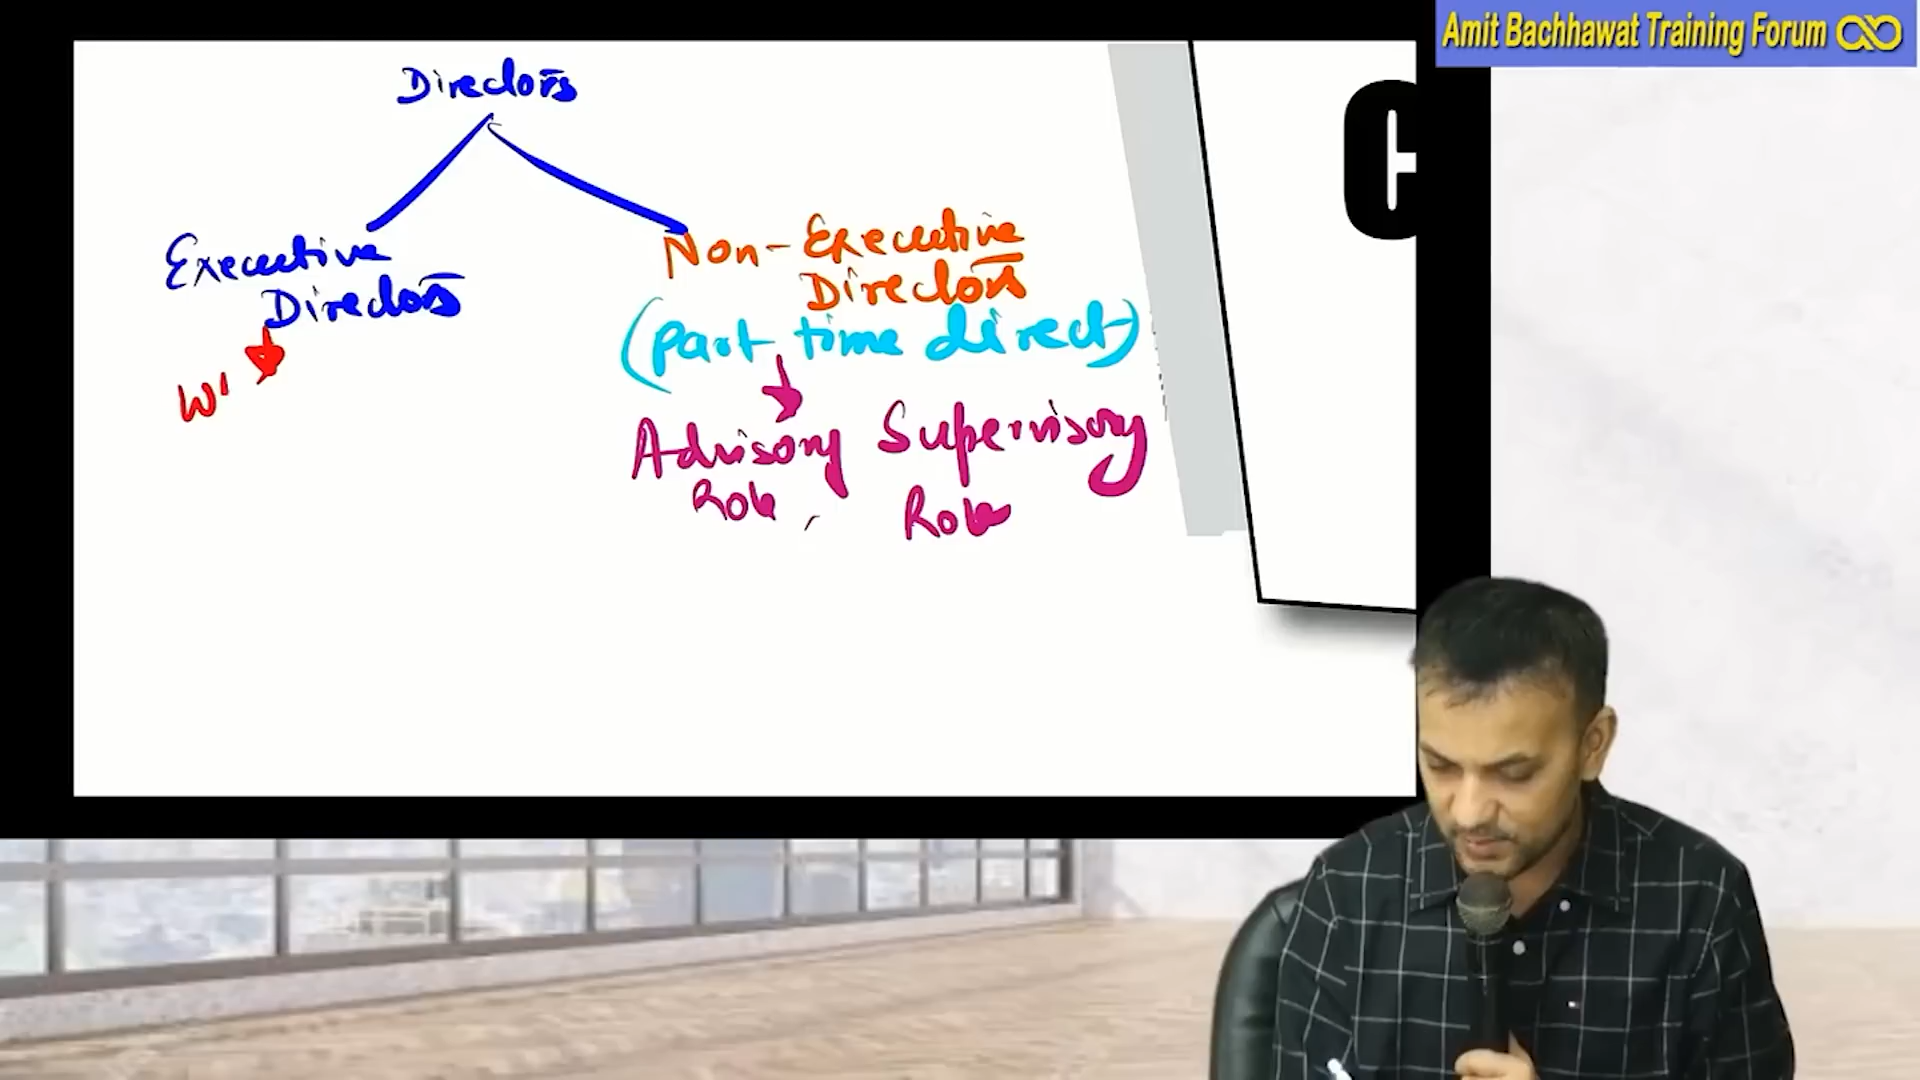 Amit Bachhawat Training Forum
Directors
Executive
Directors
Non-Executive
Directors
(Part time direct)
Advisory Supervisory
Role, Role